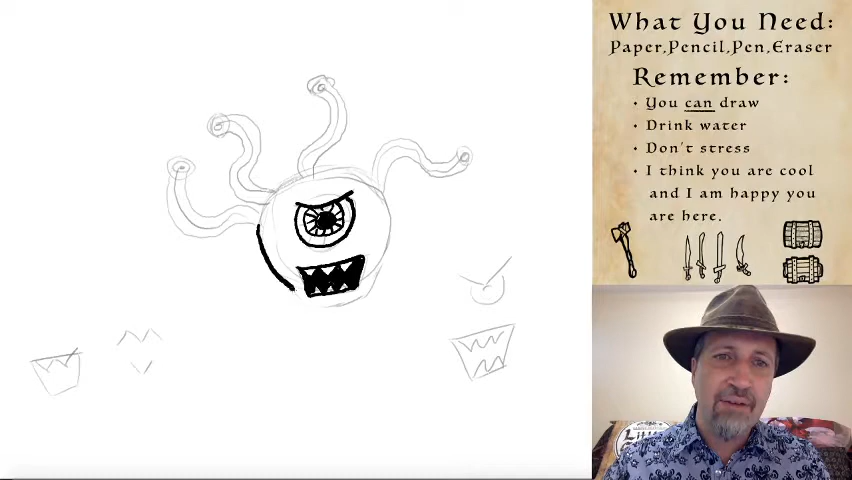 What You Need:
Paper,Pencil,Pen,Eraser
Remember:
• You can draw
• Drink water
• Don't stress
• I think you are cool
and I am happy you
are here.